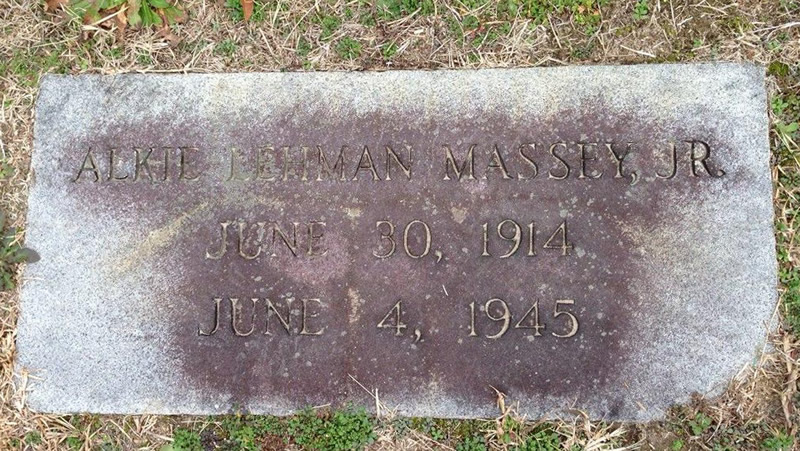 ALKIE LEHMAN MASSEY, JR.
JUNE 30, 1914
JUNE 4, 1945